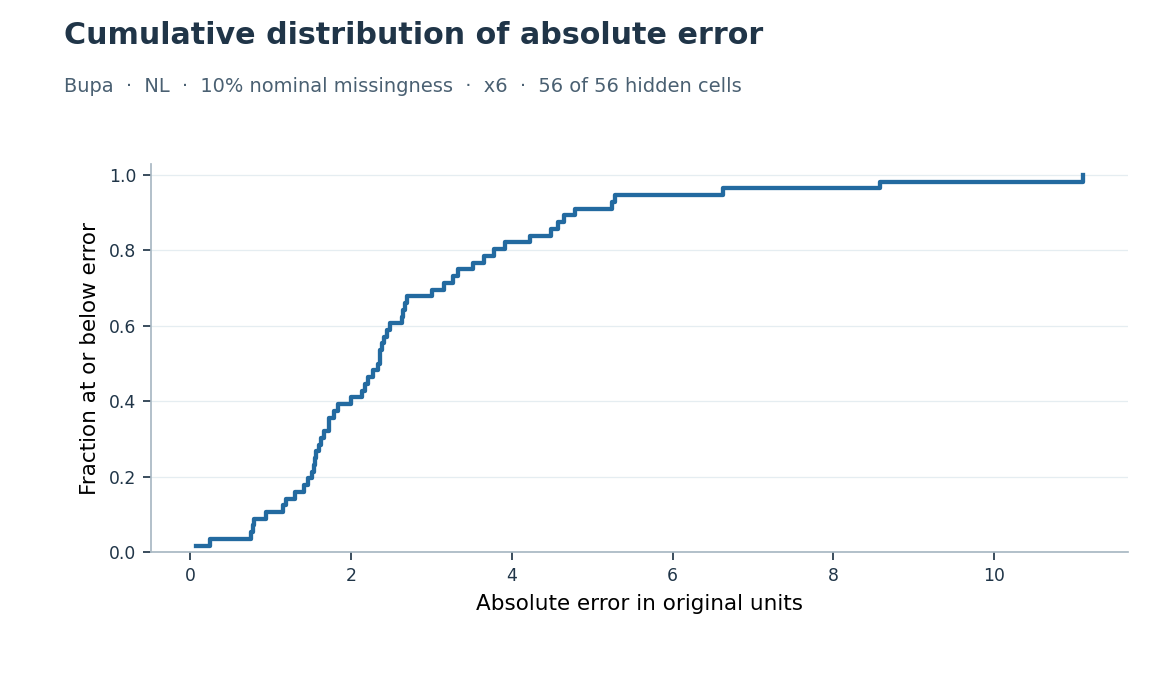 Cumulative distribution of absolute error
Bupa · NL · 10% nominal missingness · x6 · 56 of 56 hidden cells
1.0
0.8
0.6
0.4
0.2
0.0
Fraction at or below error
0 2 4 6 8 10
Absolute error in original units